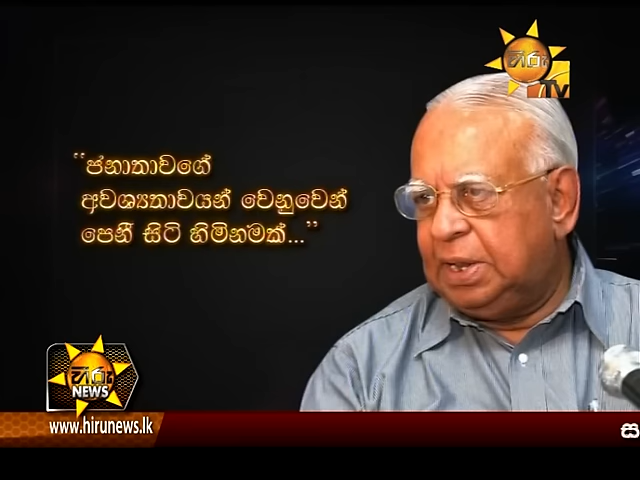 හිරු
TV
“ජනතාවගේ
අවශ්‍යතාවයන් වෙනුවෙන්
පෙනී සිටි හිමිනමක්...”
හිරු
NEWS
www.hirunews.lk
ස